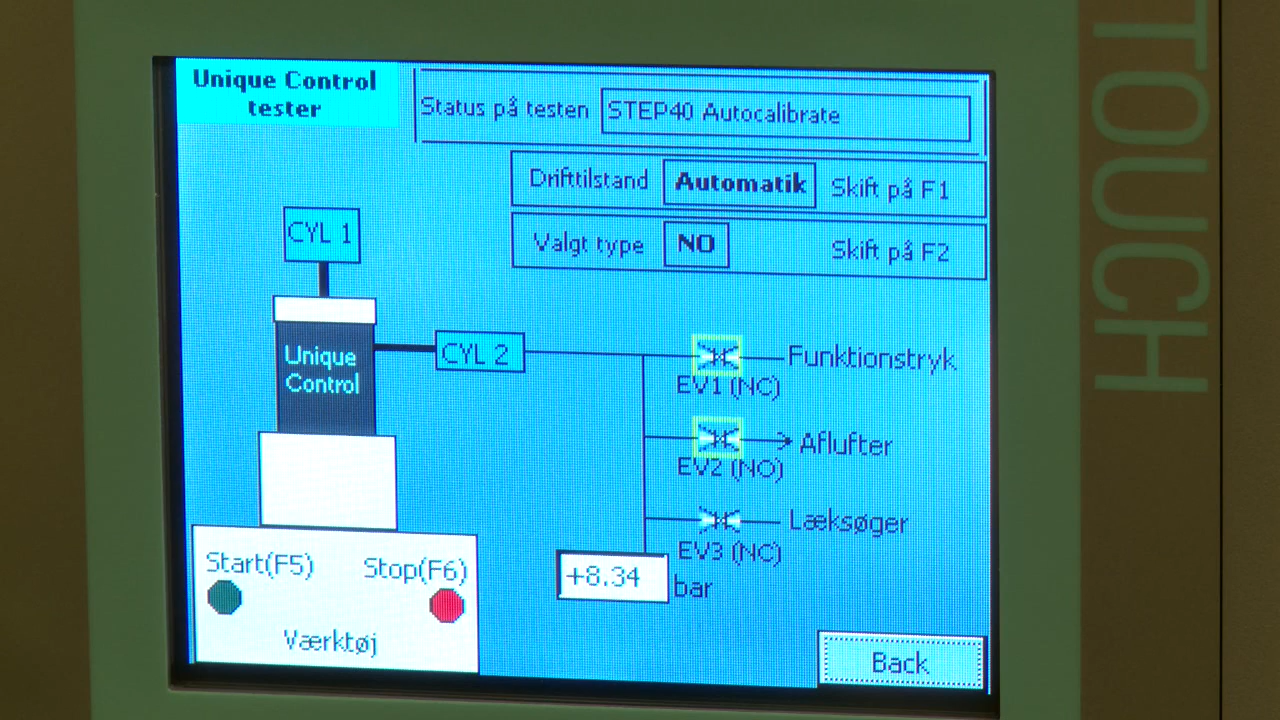 Unique Control
tester
Status på testen STEP40 Autocalibrate
Drifttilstand Automatik Skift på F1
Valgt type NO Skift på F2
CYL 1
Unique
Control
CYL 2
Funktionstryk
EV1 (NC)
Aflufter
EV2 (NO)
Læksøger
EV3 (NC)
+8.34 bar
Start(F5) Stop(F6)
Værktøj
Back
TOUCH